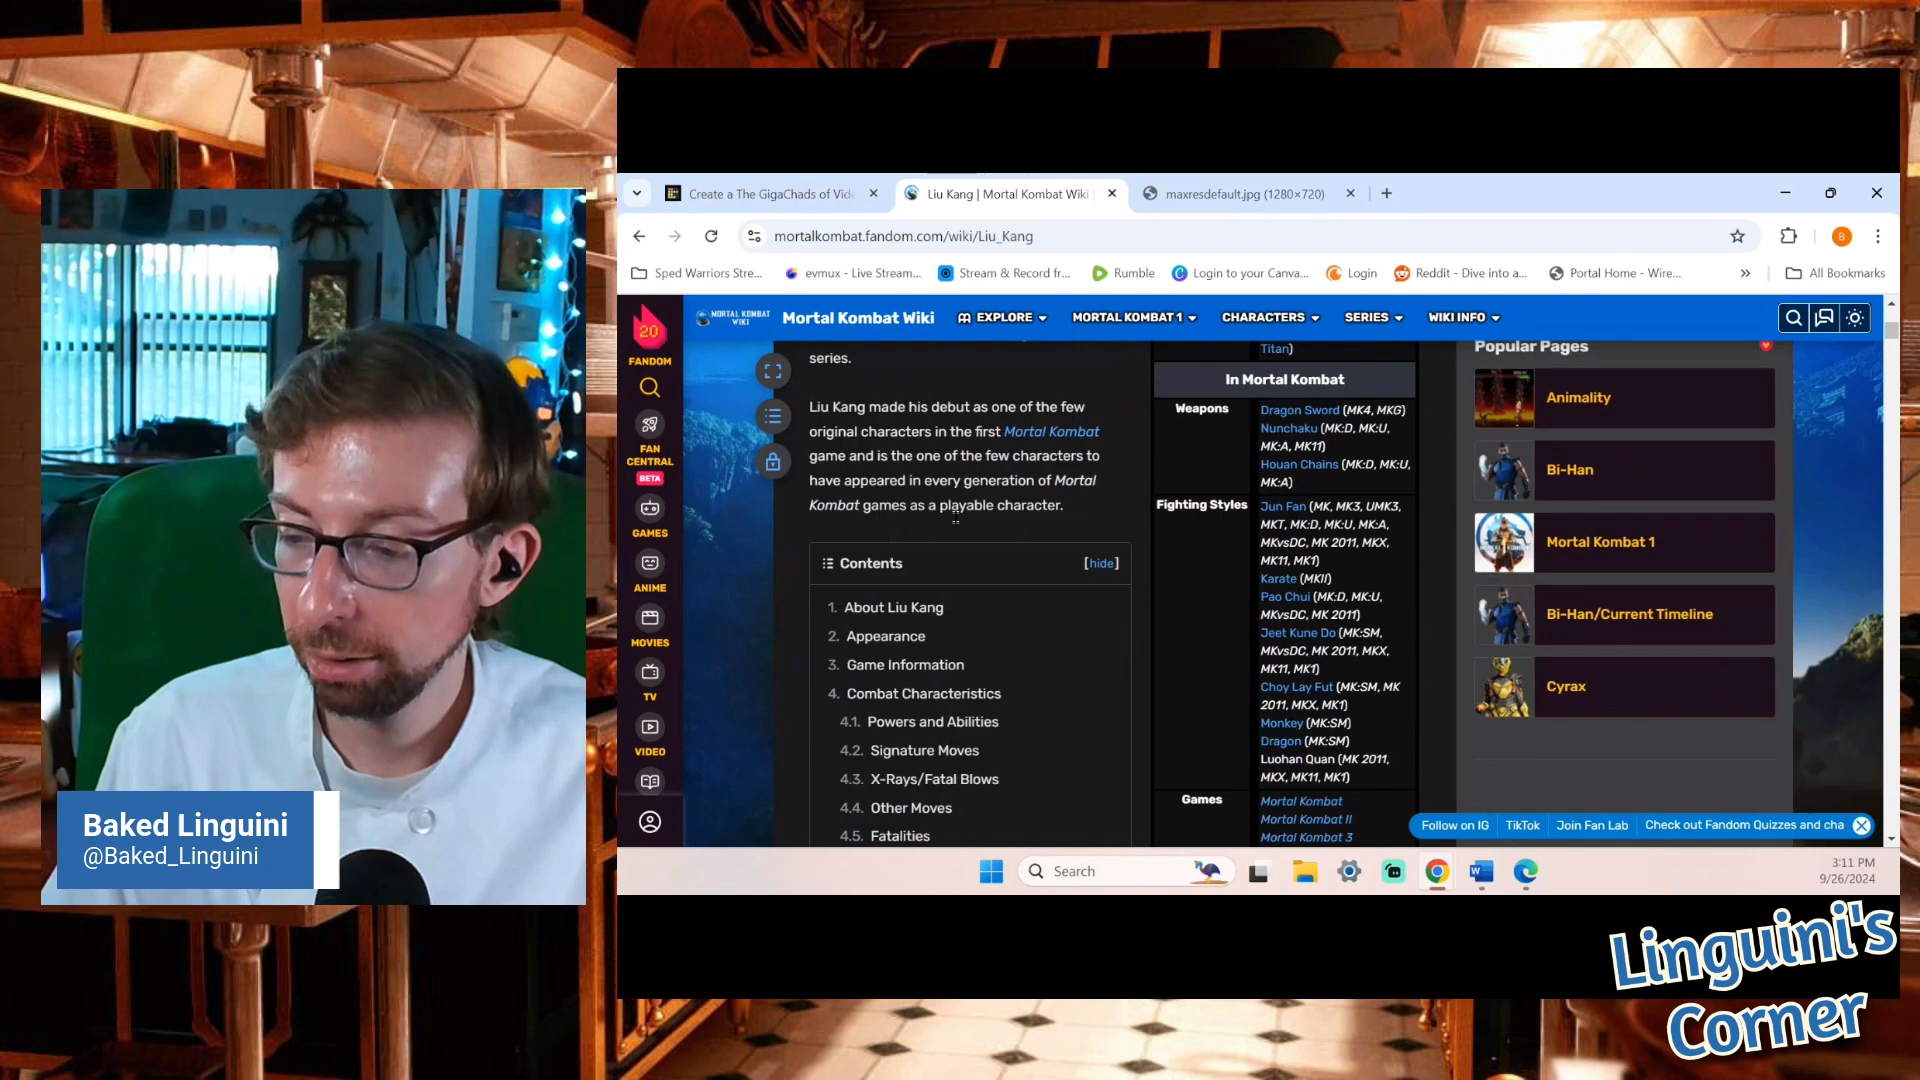 Create a The GigaChads of Vid
Liu Kang | Mortal Kombat Wiki
maxresdefault.jpg (1280×720)
mortalkombat.fandom.com/wiki/Liu_Kang
B
Sped Warriors Stre...
evmux - Live Stream...
Stream & Record fr...
Rumble
Login to your Canva...
Login
Reddit - Dive into a...
Portal Home - Wire...
»
All Bookmarks
20
FANDOM
FAN
CENTRAL
BETA
GAMES
ANIME
MOVIES
TV
VIDEO
MORTAL KOMBAT
WIKI
Mortal Kombat Wiki
EXPLORE
MORTAL KOMBAT 1
CHARACTERS
SERIES
WIKI INFO
series.
Liu Kang made his debut as one of the few
original characters in the first Mortal Kombat
game and is the one of the few characters to
have appeared in every generation of Mortal
Kombat games as a playable character.
Contents [hide]
1. About Liu Kang
2. Appearance
3. Game Information
4. Combat Characteristics
4.1. Powers and Abilities
4.2. Signature Moves
4.3. X-Rays/Fatal Blows
4.4. Other Moves
4.5. Fatalities
Titan)
In Mortal Kombat
Weapons
Dragon Sword (MK4, MKG)
Nunchaku (MK:D, MK:U,
MK:A, MK11)
Houan Chains (MK:D, MK:U,
MK:A)
Fighting Styles
Jun Fan (MK, MK3, UMK3,
MKT, MK:D, MK:U, MK:A,
MKvsDC, MK 2011, MKX,
MK11, MK1)
Karate (MKII)
Pao Chui (MK:D, MK:U,
MKvsDC, MK 2011)
Jeet Kune Do (MK:SM,
MKvsDC, MK 2011, MKX,
MK11, MK1)
Choy Lay Fut (MK:SM, MK
2011, MKX, MK1)
Monkey (MK:SM)
Dragon (MK:SM)
Luohan Quan (MK 2011,
MKX, MK11, MK1)
Games
Mortal Kombat
Mortal Kombat II
Mortal Kombat 3
Popular Pages
Animality
Bi-Han
Mortal Kombat 1
Bi-Han/Current Timeline
Cyrax
Follow on IG
TikTok
Join Fan Lab
Check out Fandom Quizzes and cha
Search
W
3:11 PM
9/26/2024
Baked Linguini
@Baked_Linguini
Linguini's
Corner